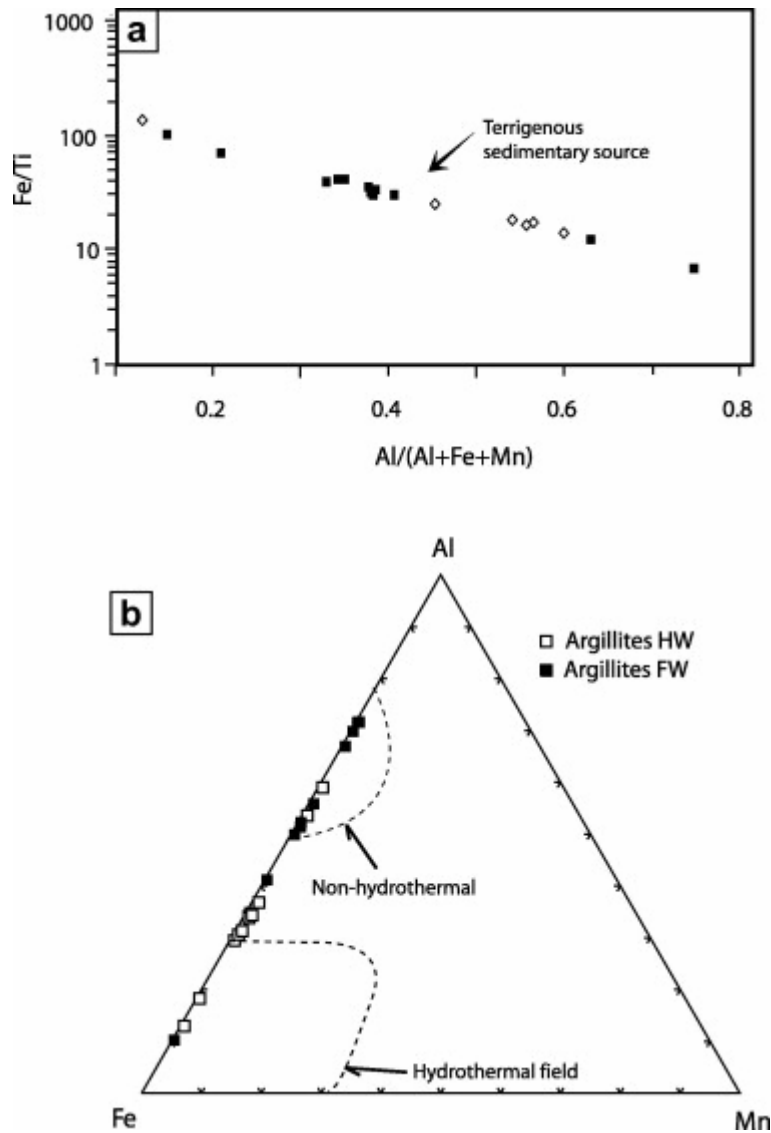 a
1000
100
10
1
Fe/Ti
Terrigenous
sedimentary source
0.2
0.4
0.6
0.8
Al/(Al+Fe+Mn)
b
Al
Argillites HW
Argillites FW
Non-hydrothermal
Hydrothermal field
Fe
Mn